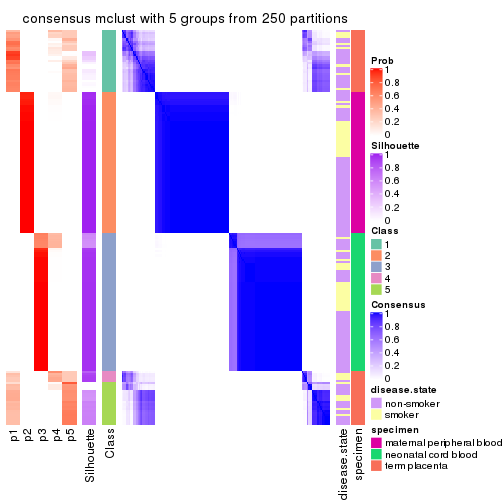 consensus mclust with 5 groups from 250 partitions
Prob
1
0.8
0.6
0.4
0.2
0
Silhouette
1
0.8
0.6
0.4
0.2
0
Class
1
2
3
4
5
Consensus
1
0.8
0.6
0.4
0.2
0
disease.state
non-smoker
smoker
specimen
maternal peripheral blood
neonatal cord blood
term placenta
p1
p2
p3
p4
p5
Silhouette
Class
disease.state
specimen